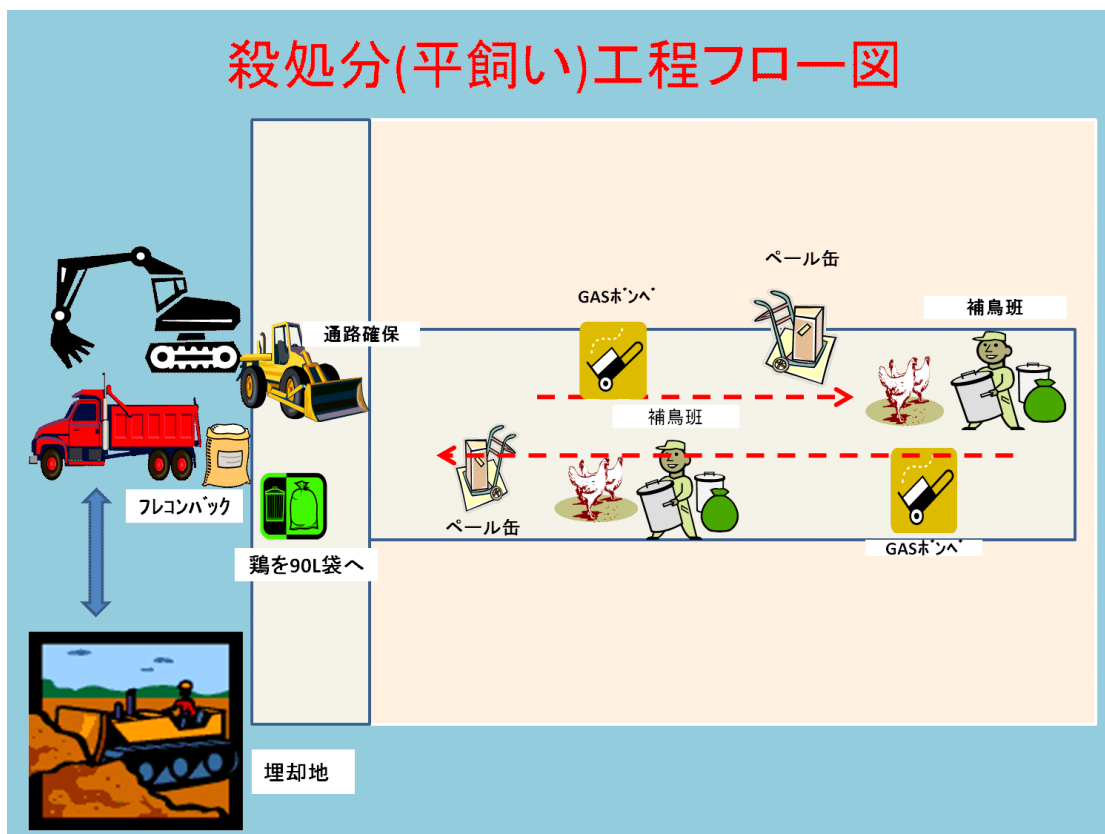 殺処分(平飼い)工程フロー図
ペール缶
GASボンベ
補鳥班
通路確保
補鳥班
フレコンバック
ペール缶
GASボンベ
鶏を90L袋へ
埋却地